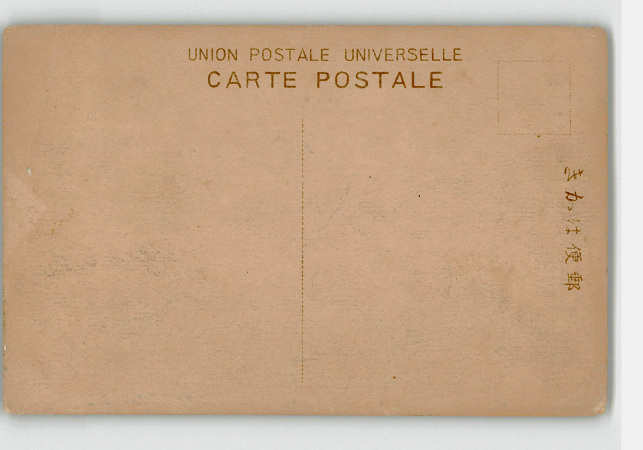 UNION POSTALE UNIVERSELLE
CARTE POSTALE
きかは便郵